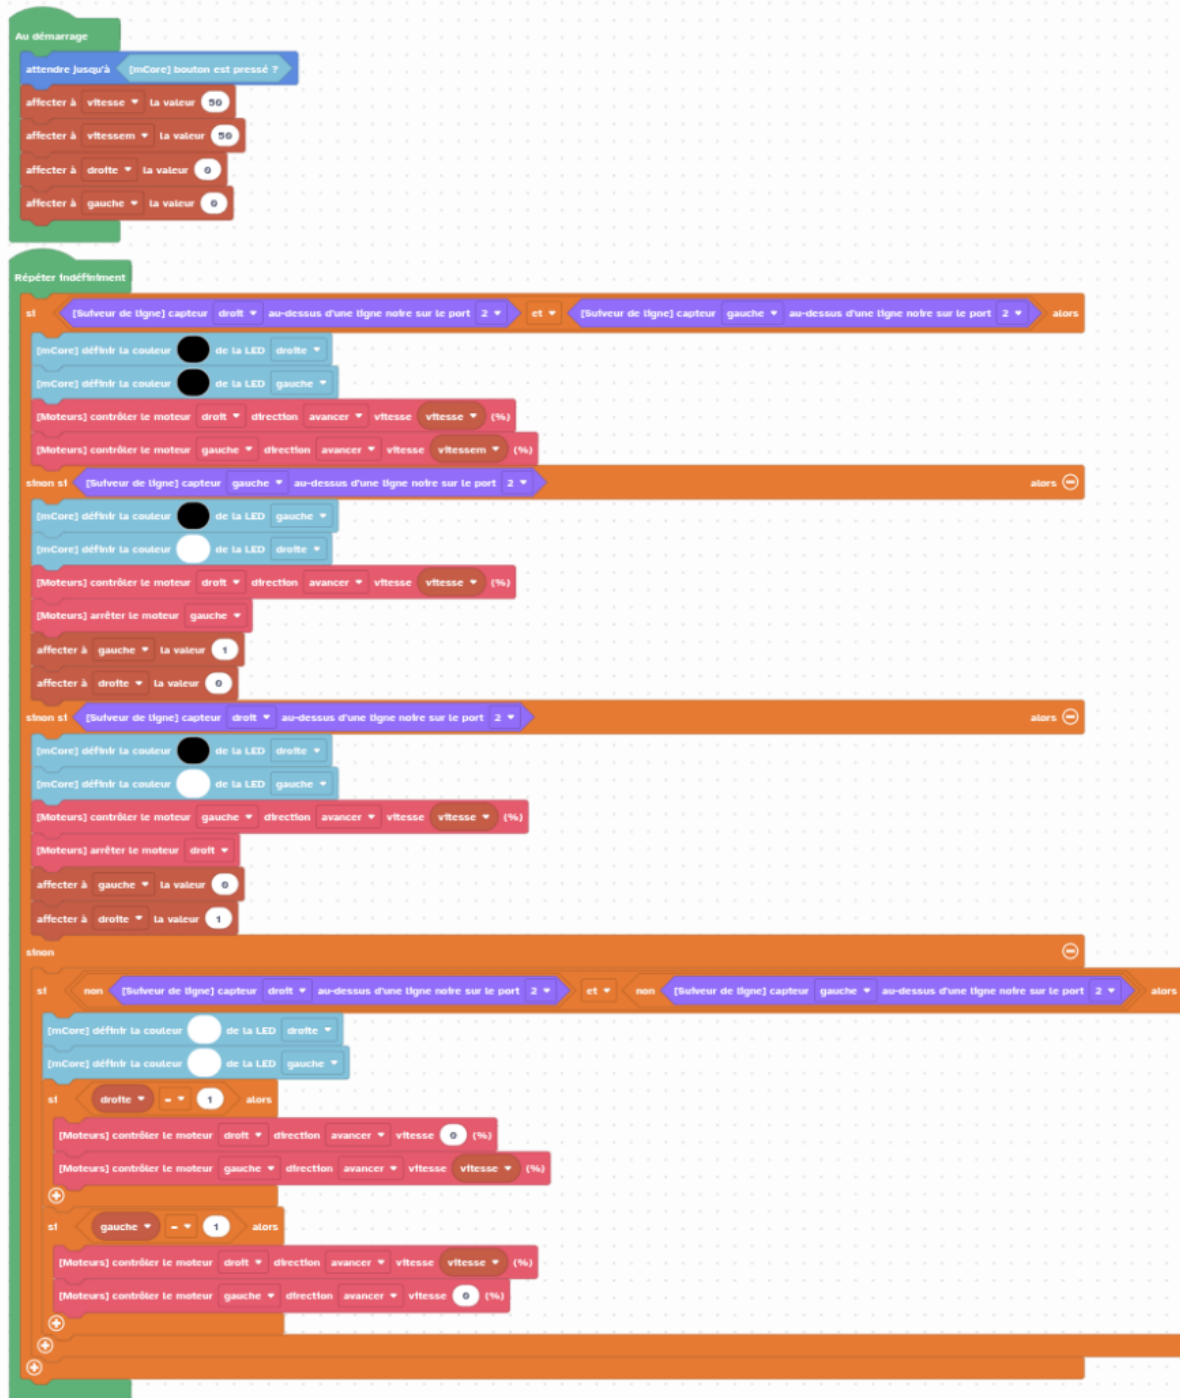 Au démarrage
attendre jusqu'à [mCore] bouton est pressé ?
affecter à vitesse la valeur 50
affecter à vitessem la valeur 50
affecter à droite la valeur 0
affecter à gauche la valeur 0
Répéter indéfiniment
si [Suiveur de ligne] capteur droit au-dessus d'une ligne noire sur le port 2 et [Suiveur de ligne] capteur gauche au-dessus d'une ligne noire sur le port 2 alors
[mCore] définir la couleur de la LED droite
[mCore] définir la couleur de la LED gauche
[Moteurs] contrôler le moteur droit direction avancer vitesse vitesse (%)
[Moteurs] contrôler le moteur gauche direction avancer vitesse vitessem (%)
sinon si [Suiveur de ligne] capteur gauche au-dessus d'une ligne noire sur le port 2 alors
[mCore] définir la couleur de la LED gauche
[mCore] définir la couleur de la LED droite
[Moteurs] contrôler le moteur droit direction avancer vitesse vitesse (%)
[Moteurs] arrêter le moteur gauche
affecter à gauche la valeur 1
affecter à droite la valeur 0
sinon si [Suiveur de ligne] capteur droit au-dessus d'une ligne noire sur le port 2 alors
[mCore] définir la couleur de la LED droite
[mCore] définir la couleur de la LED gauche
[Moteurs] contrôler le moteur gauche direction avancer vitesse vitesse (%)
[Moteurs] arrêter le moteur droit
affecter à gauche la valeur 0
affecter à droite la valeur 1
sinon
si non [Suiveur de ligne] capteur droit au-dessus d'une ligne noire sur le port 2 et non [Suiveur de ligne] capteur gauche au-dessus d'une ligne noire sur le port 2 alors
[mCore] définir la couleur de la LED droite
[mCore] définir la couleur de la LED gauche
si droite = 1 alors
[Moteurs] contrôler le moteur droit direction avancer vitesse 0 (%)
[Moteurs] contrôler le moteur gauche direction avancer vitesse vitesse (%)
si gauche = 1 alors
[Moteurs] contrôler le moteur droit direction avancer vitesse vitesse (%)
[Moteurs] contrôler le moteur gauche direction avancer vitesse 0 (%)